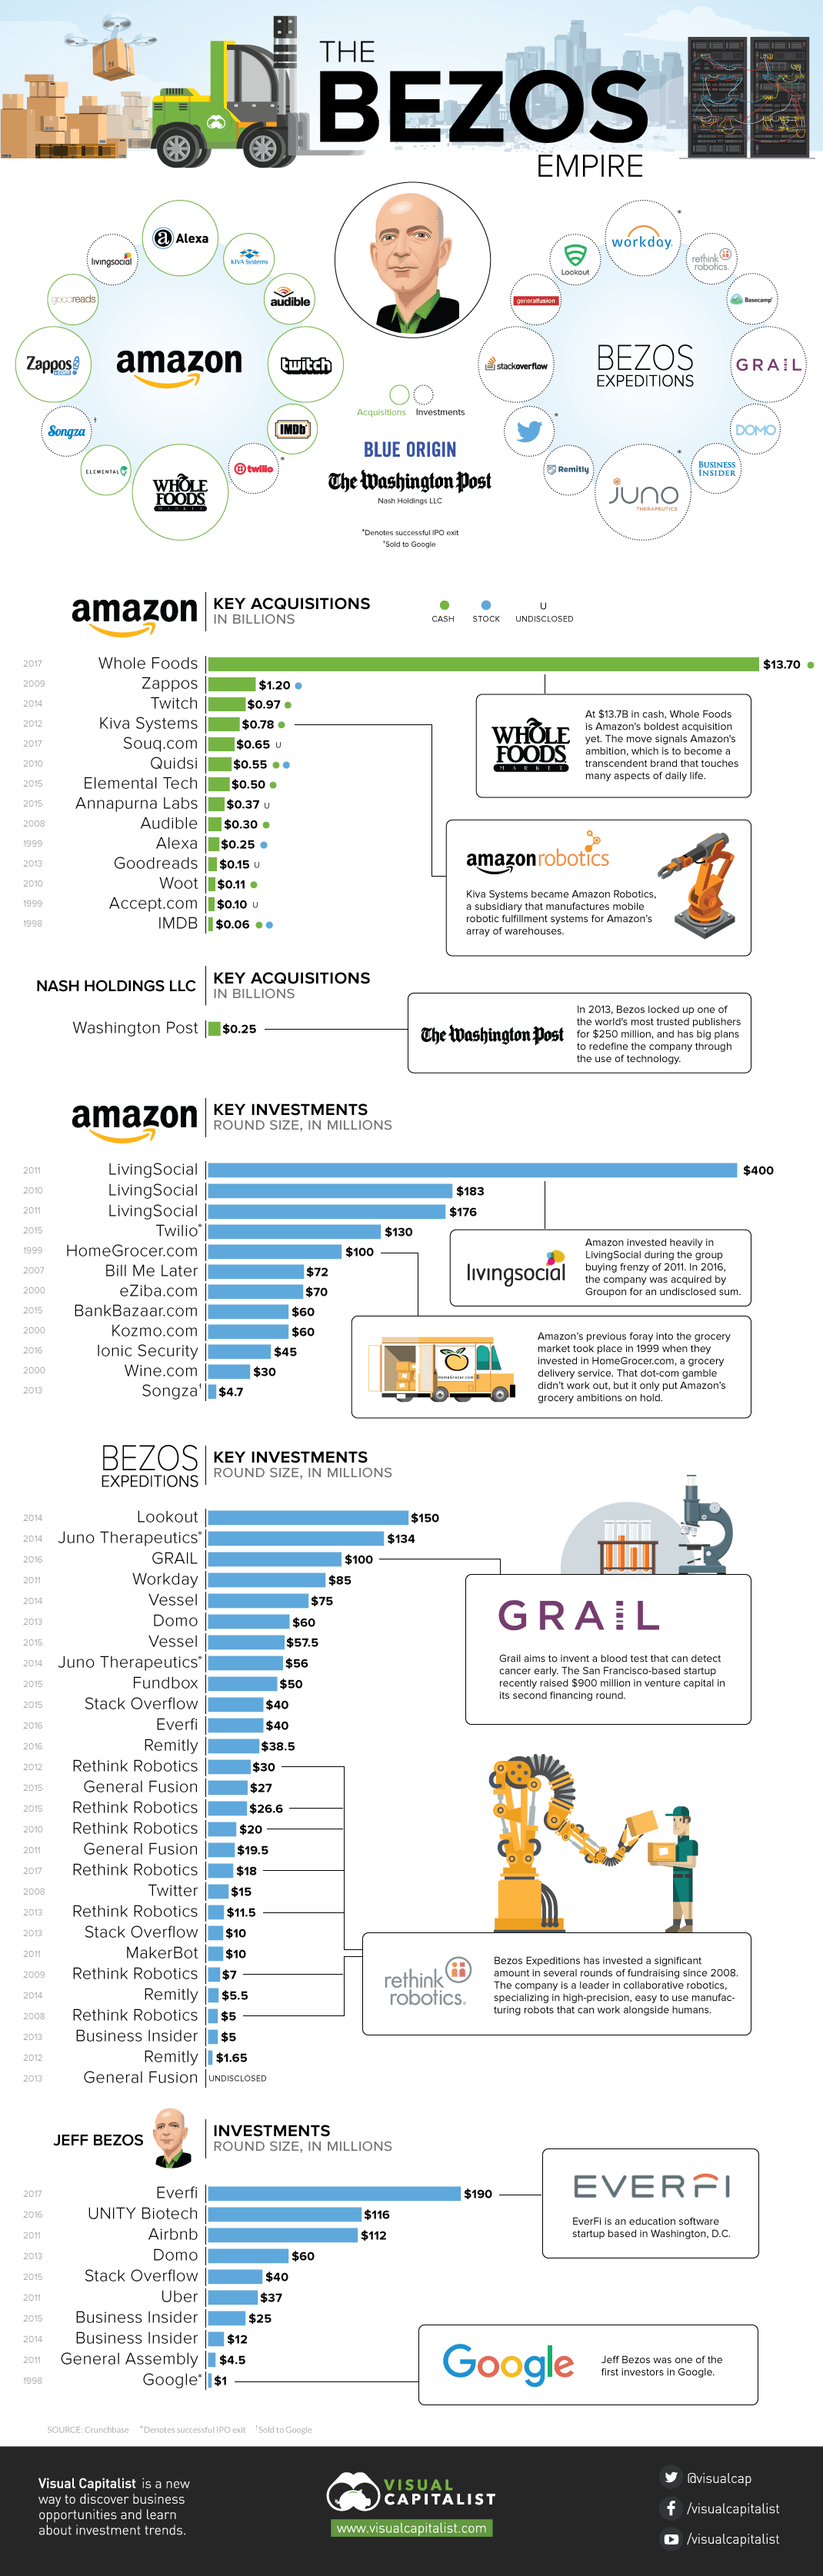 THE
BEZOS
EMPIRE
Alexa
livingsocial
KIVA Systems
goodreads
audible
Zappos
.com
amazon
twitch
Songza †
IMDb
ELEMENTAL
twilio *
WHOLE
FOODS
MARKET
Acquisitions Investments
BLUE ORIGIN
The Washington Post
Nash Holdings LLC
*Denotes successful IPO exit
†Sold to Google
workday. *
Lookout
rethink
robotics.
generalfusion
Basecamp
stackoverflow
BEZOS
EXPEDITIONS
GRAIL
*
DOMO
Remitly
BUSINESS
INSIDER
JUNO *
THERAPEUTICS
amazon
KEY ACQUISITIONS
IN BILLIONS
CASH
STOCK
U
UNDISCLOSED
2017 Whole Foods $13.70
2009 Zappos $1.20
2014 Twitch $0.97
2012 Kiva Systems $0.78
2017 Souq.com $0.65 U
2010 Quidsi $0.55
2015 Elemental Tech $0.50
2015 Annapurna Labs $0.37 U
2008 Audible $0.30
1999 Alexa $0.25
2013 Goodreads $0.15 U
2010 Woot $0.11
1999 Accept.com $0.10 U
1998 IMDB $0.06
WHOLE
FOODS
MARKET
At $13.7B in cash, Whole Foods
is Amazon's boldest acquisition
yet. The move signals Amazon's
ambition, which is to become a
transcendent brand that touches
many aspects of daily life.
amazonrobotics
Kiva Systems became Amazon Robotics,
a subsidiary that manufactures mobile
robotic fulfillment systems for Amazon's
array of warehouses.
NASH HOLDINGS LLC
KEY ACQUISITIONS
IN BILLIONS
Washington Post $0.25
The Washington Post
In 2013, Bezos locked up one of
the world's most trusted publishers
for $250 million, and has big plans
to redefine the company through
the use of technology.
amazon
KEY INVESTMENTS
ROUND SIZE, IN MILLIONS
2011 LivingSocial $400
2010 LivingSocial $183
2011 LivingSocial $176
2015 Twilio* $130
1999 HomeGrocer.com $100
2007 Bill Me Later $72
2000 eZiba.com $70
2015 BankBazaar.com $60
2000 Kozmo.com $60
2016 Ionic Security $45
2000 Wine.com $30
2013 Songza† $4.7
livingsocial
Amazon invested heavily in
LivingSocial during the group
buying frenzy of 2011. In 2016,
the company was acquired by
Groupon for an undisclosed sum.
HomeGrocer.com
Amazon's previous foray into the grocery
market took place in 1999 when they
invested in HomeGrocer.com, a grocery
delivery service. That dot-com gamble
didn't work out, but it only put Amazon's
grocery ambitions on hold.
BEZOS
EXPEDITIONS
KEY INVESTMENTS
ROUND SIZE, IN MILLIONS
2014 Lookout $150
2014 Juno Therapeutics* $134
2016 GRAIL $100
2011 Workday $85
2014 Vessel $75
2013 Domo $60
2015 Vessel $57.5
2014 Juno Therapeutics* $56
2015 Fundbox $50
2015 Stack Overflow $40
2016 Everfi $40
2016 Remitly $38.5
2012 Rethink Robotics $30
2015 General Fusion $27
2015 Rethink Robotics $26.6
2010 Rethink Robotics $20
2011 General Fusion $19.5
2017 Rethink Robotics $18
2008 Twitter $15
2013 Rethink Robotics $11.5
2013 Stack Overflow $10
2011 MakerBot $10
2009 Rethink Robotics $7
2014 Remitly $5.5
2008 Rethink Robotics $5
2013 Business Insider $5
2012 Remitly $1.65
2013 General Fusion UNDISCLOSED
GRAIL
Grail aims to invent a blood test that can detect
cancer early. The San Francisco-based startup
recently raised $900 million in venture capital in
its second financing round.
rethink
robotics.
Bezos Expeditions has invested a significant
amount in several rounds of fundraising since 2008.
The company is a leader in collaborative robotics,
specializing in high-precision, easy to use manufac-
turing robots that can work alongside humans.
JEFF BEZOS
INVESTMENTS
ROUND SIZE, IN MILLIONS
2017 Everfi $190
2016 UNITY Biotech $116
2011 Airbnb $112
2013 Domo $60
2015 Stack Overflow $40
2011 Uber $37
2015 Business Insider $25
2014 Business Insider $12
2011 General Assembly $4.5
1998 Google* $1
EVERFI
EverFi is an education software
startup based in Washington, D.C.
Google
Jeff Bezos was one of the
first investors in Google.
SOURCE: Crunchbase *Denotes successful IPO exit †Sold to Google
Visual Capitalist is a new
way to discover business
opportunities and learn
about investment trends.
VISUAL
CAPITALIST
www.visualcapitalist.com
@visualcap
/visualcapitalist
/visualcapitalist